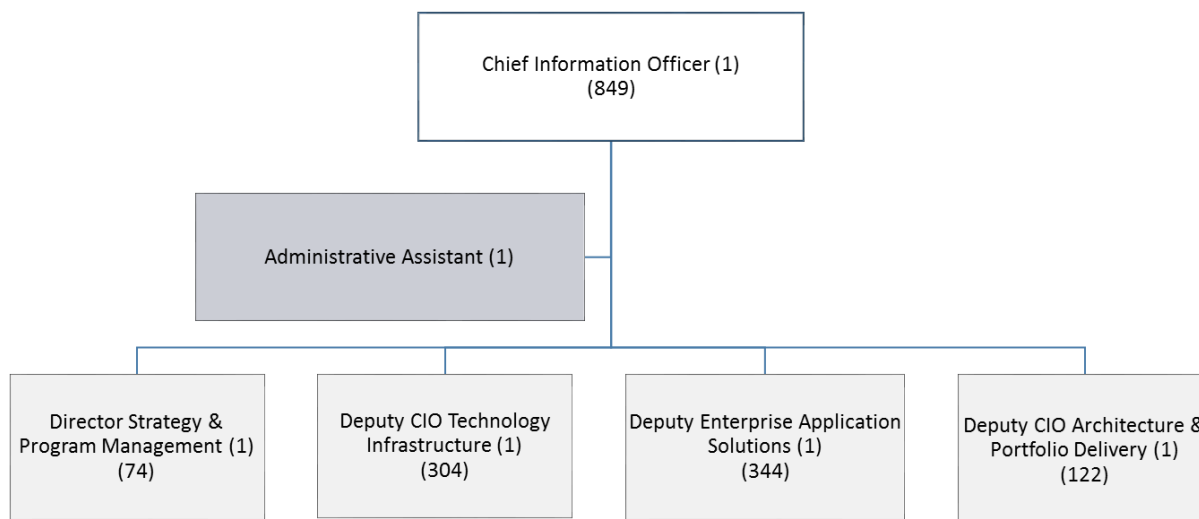 Chief Information Officer (1)
(849)
Administrative Assistant (1)
Director Strategy &
Program Management (1)
(74)
Deputy CIO Technology
Infrastructure (1)
(304)
Deputy Enterprise Application
Solutions (1)
(344)
Deputy CIO Architecture &
Portfolio Delivery (1)
(122)